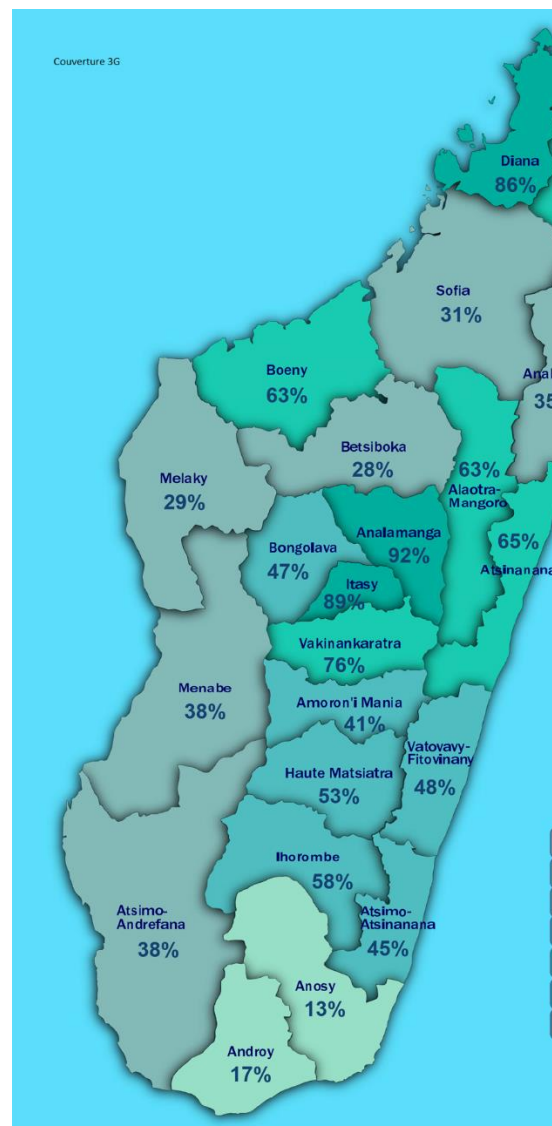 Couverture 3G
Diana
86%
Sofia
31%
35
Boeny
63%
Betsiboka
28%
63%
Alaotra-
Mangoro
Melaky
29%
Analamanga
92%
65%
Atsinanana
Bongolava
47%
Itasy
89%
Vakinankaratra
76%
Menabe
38%
Amoron'i Mania
41%
Vatovavy-
Fitovinany
48%
Haute Matsiatra
53%
Ihorombe
58%
Atsimo-
Andrefana
38%
Atsimo-
Atsinanana
45%
Anosy
13%
Androy
17%